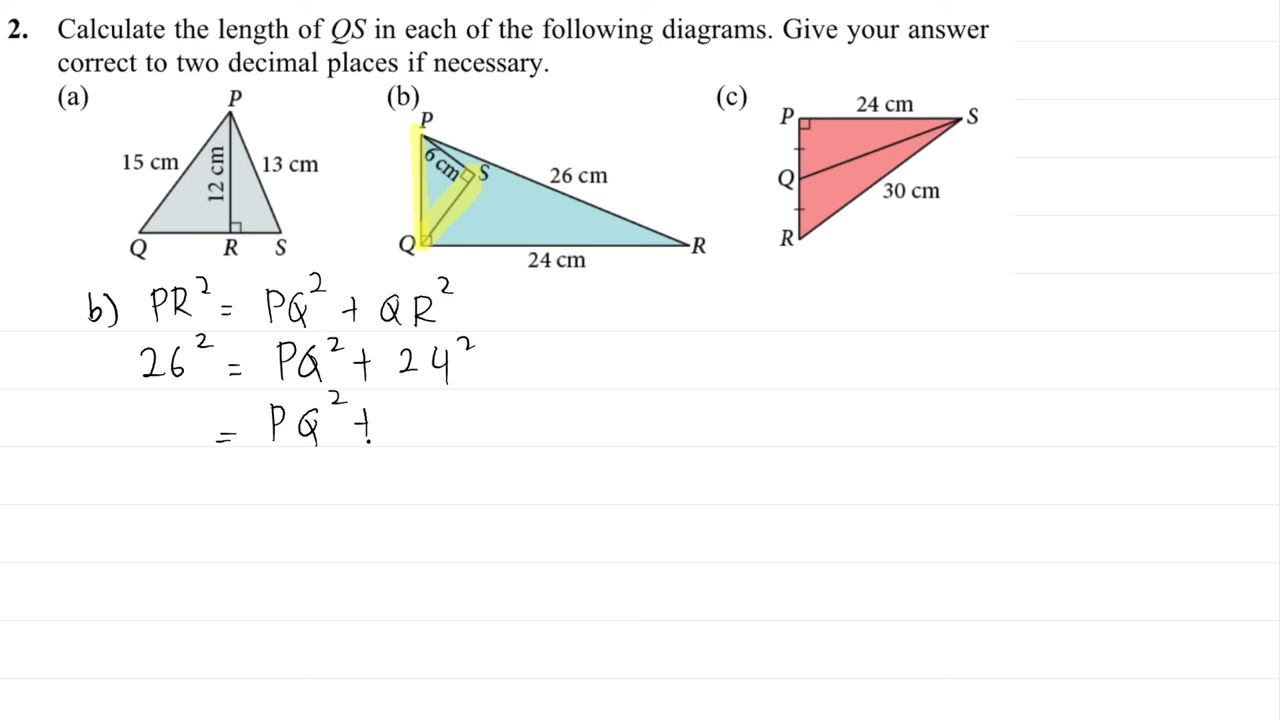 2. Calculate the length of QS in each of the following diagrams. Give your answer
correct to two decimal places if necessary.
(a) P 15 cm 12 cm 13 cm Q R S
(b) P 6 cm S 26 cm Q R 24 cm
(c) P 24 cm S Q 30 cm R
b) PR² = PQ² + QR²
26² = PQ² + 24²
= PQ² +